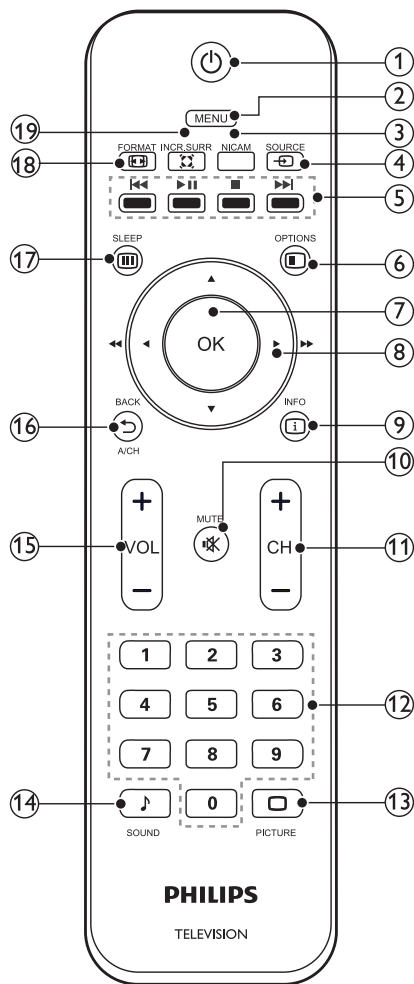 1
MENU
2
19
3
FORMAT INCR.SURR NICAM SOURCE
18
4
5
SLEEP OPTIONS
17
6
7
OK
8
BACK INFO
16
i
9
A/CH
10
+ MUTE +
15
VOL CH
11
− −
1 2 3
4 5 6
12
7 8 9
14
0
13
SOUND PICTURE
PHILIPS
TELEVISION